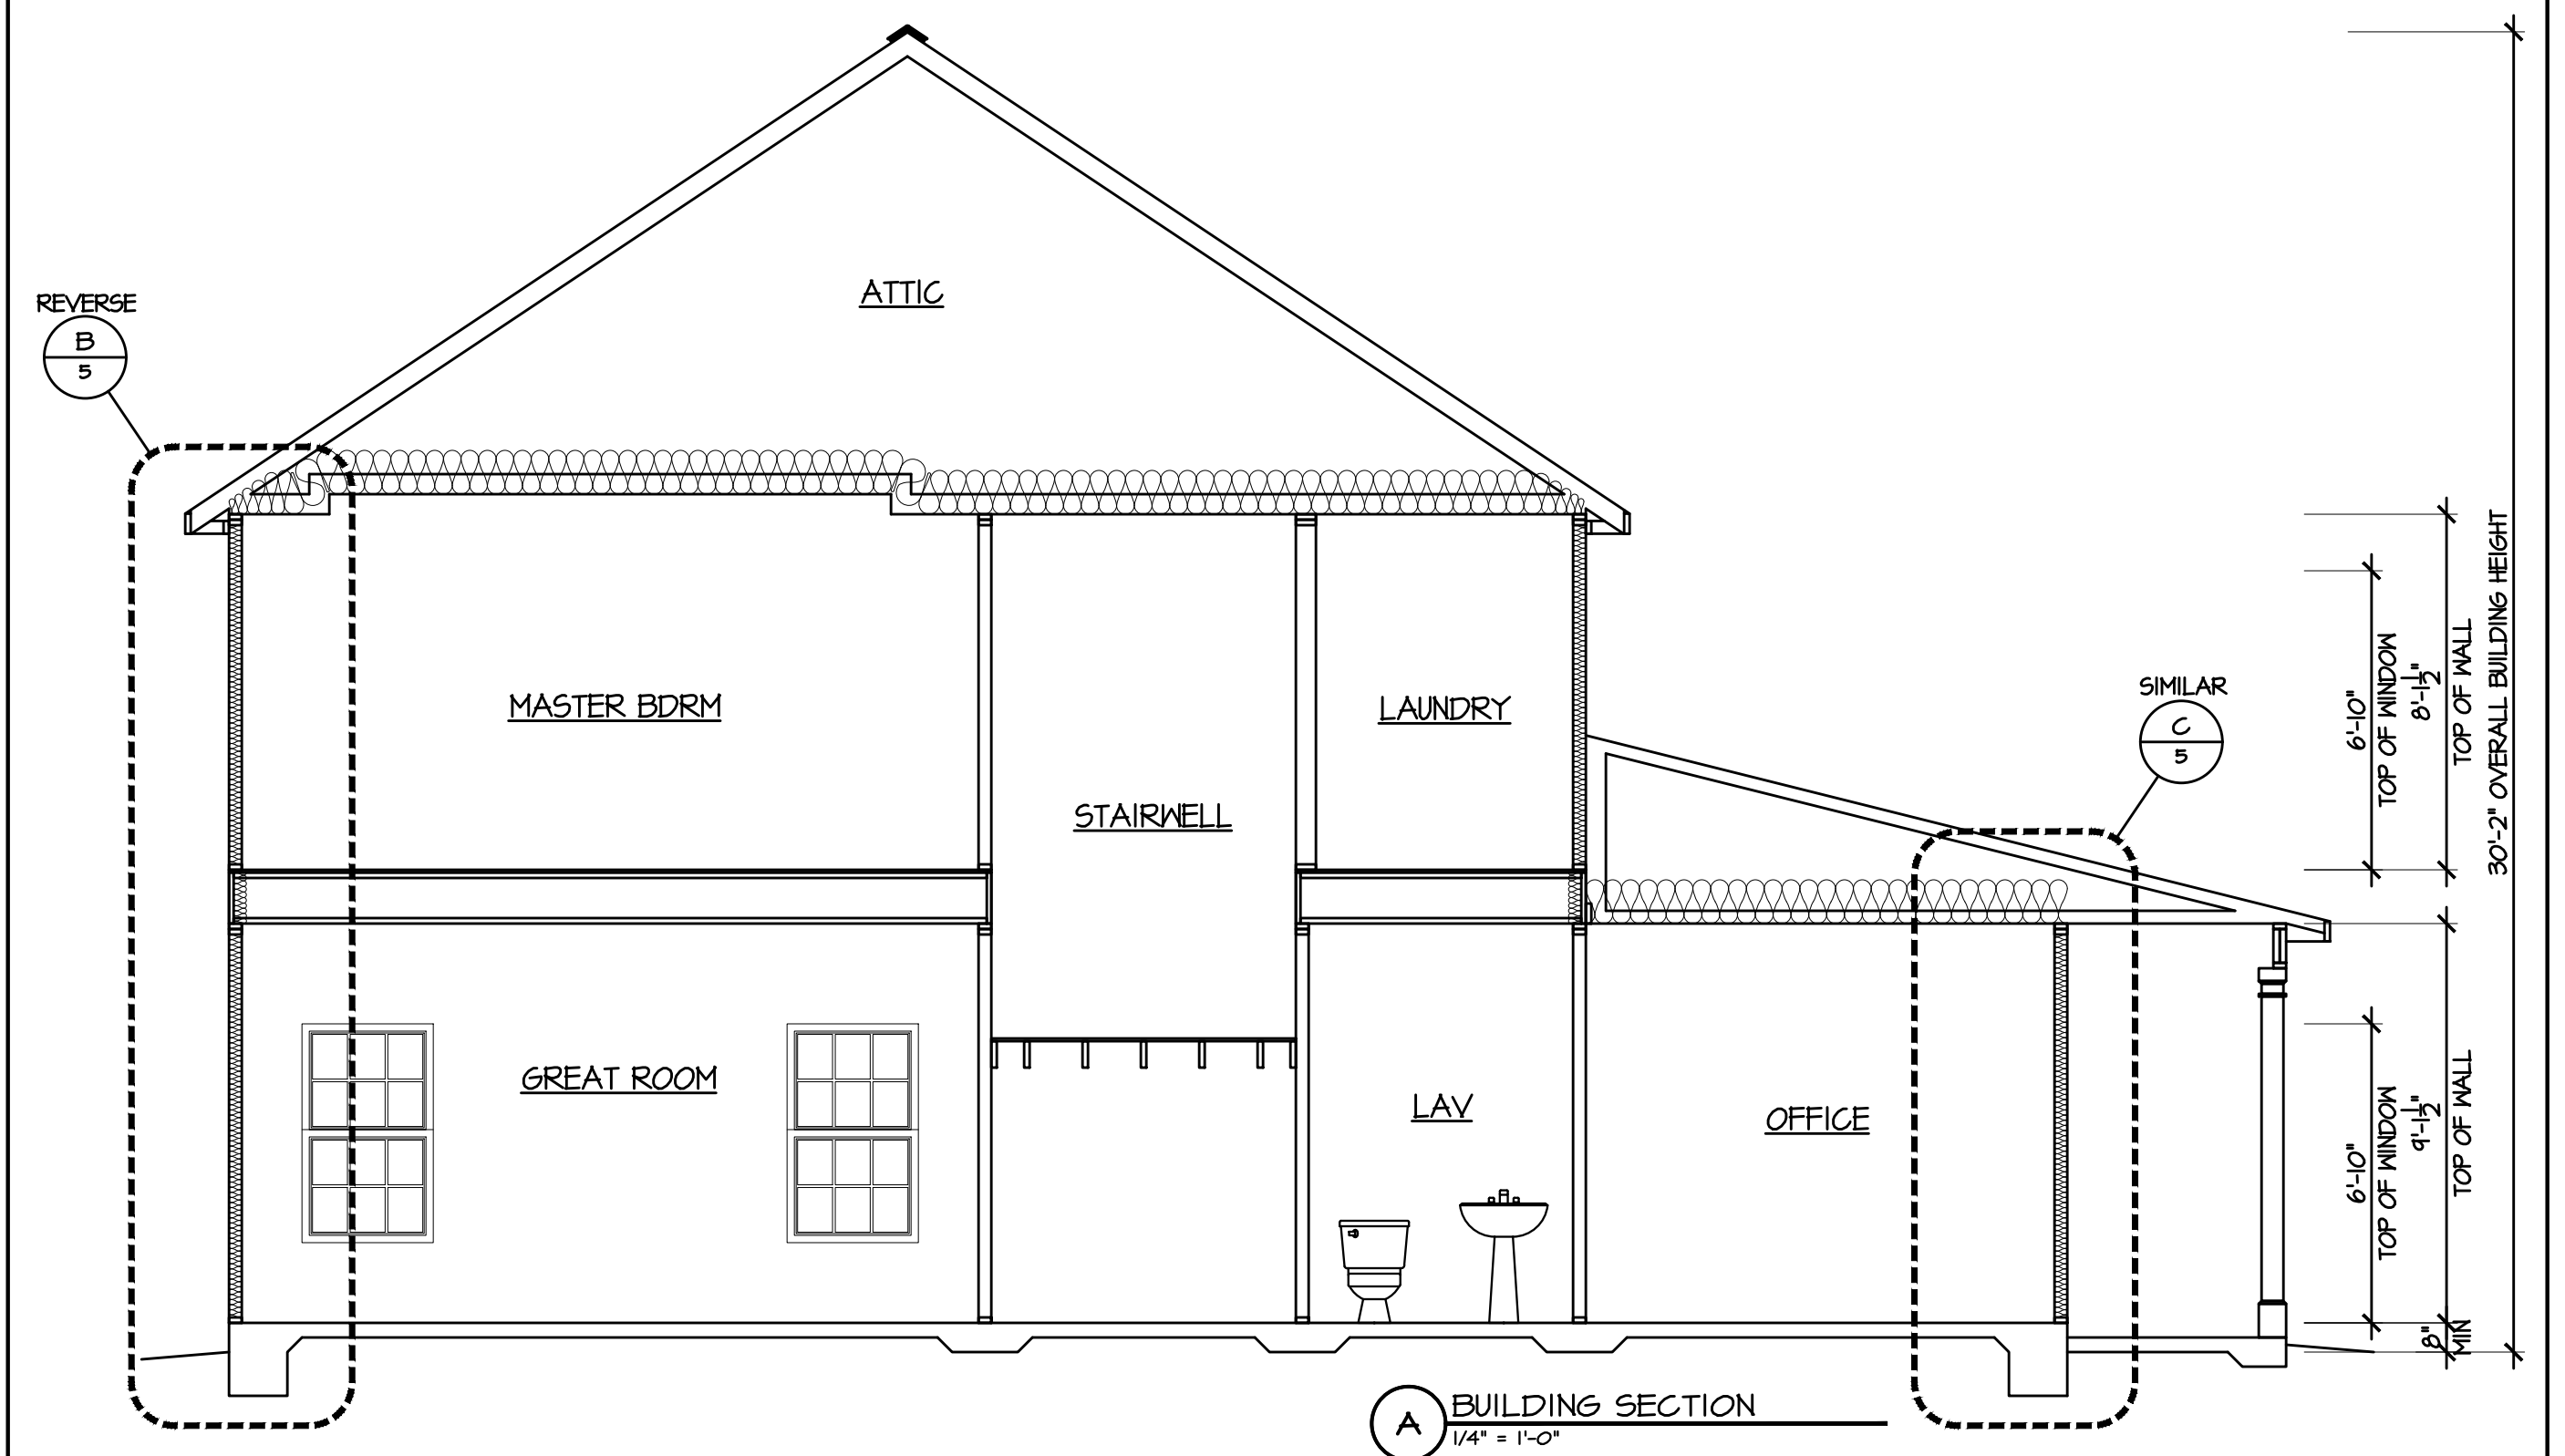 ATTIC
REVERSE
B
5
MASTER BDRM
LAUNDRY
STAIRWELL
SIMILAR
C
5
6'-10"
TOP OF WINDOW
8'-1 1/2"
TOP OF WALL
30'-2" OVERALL BUILDING HEIGHT
GREAT ROOM
LAV
OFFICE
6'-10"
TOP OF WINDOW
9'-1 1/2"
TOP OF WALL
8"
MIN
A
BUILDING SECTION
1/4" = 1'-0"